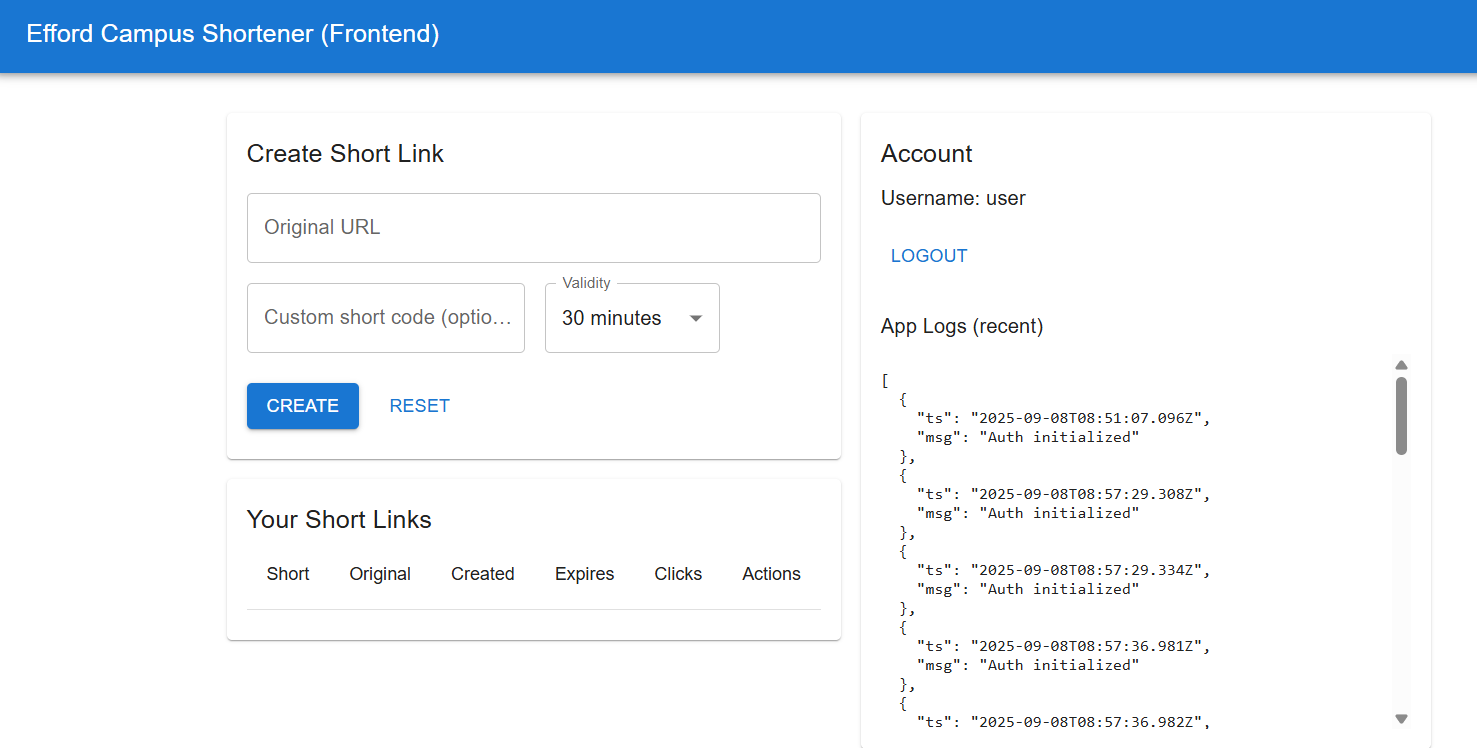 Efford Campus Shortener (Frontend)
Create Short Link
Original URL
Custom short code (optio...
Validity
30 minutes
CREATE
RESET
Your Short Links
Short Original Created Expires Clicks Actions
Account
Username: user
LOGOUT
App Logs (recent)
[
{
"ts": "2025-09-08T08:51:07.096Z",
"msg": "Auth initialized"
},
{
"ts": "2025-09-08T08:57:29.308Z",
"msg": "Auth initialized"
},
{
"ts": "2025-09-08T08:57:29.334Z",
"msg": "Auth initialized"
},
{
"ts": "2025-09-08T08:57:36.981Z",
"msg": "Auth initialized"
},
{
"ts": "2025-09-08T08:57:36.982Z",